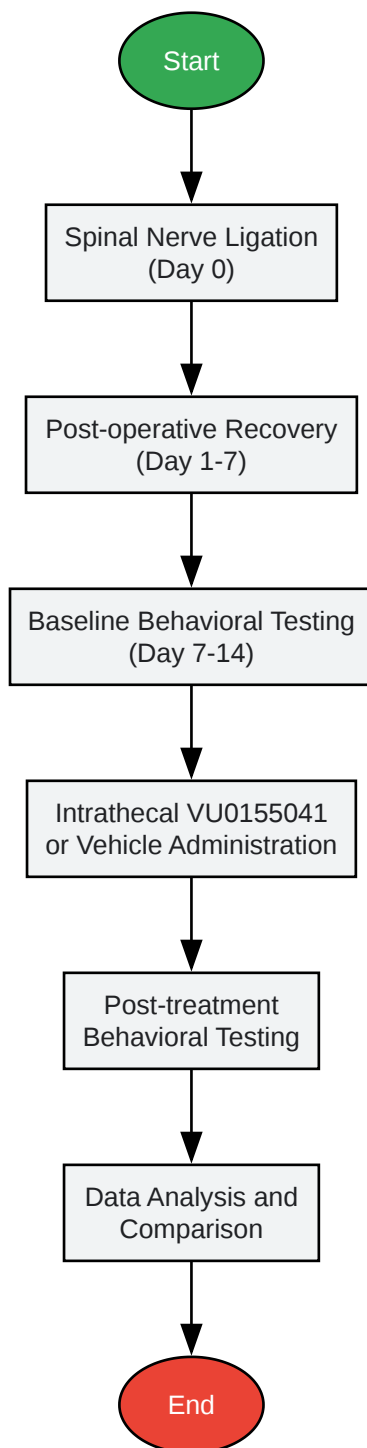 Start
Spinal Nerve Ligation
(Day 0)
Post-operative Recovery
(Day 1-7)
Baseline Behavioral Testing
(Day 7-14)
Intrathecal VU0155041
or Vehicle Administration
Post-treatment
Behavioral Testing
Data Analysis and
Comparison
End